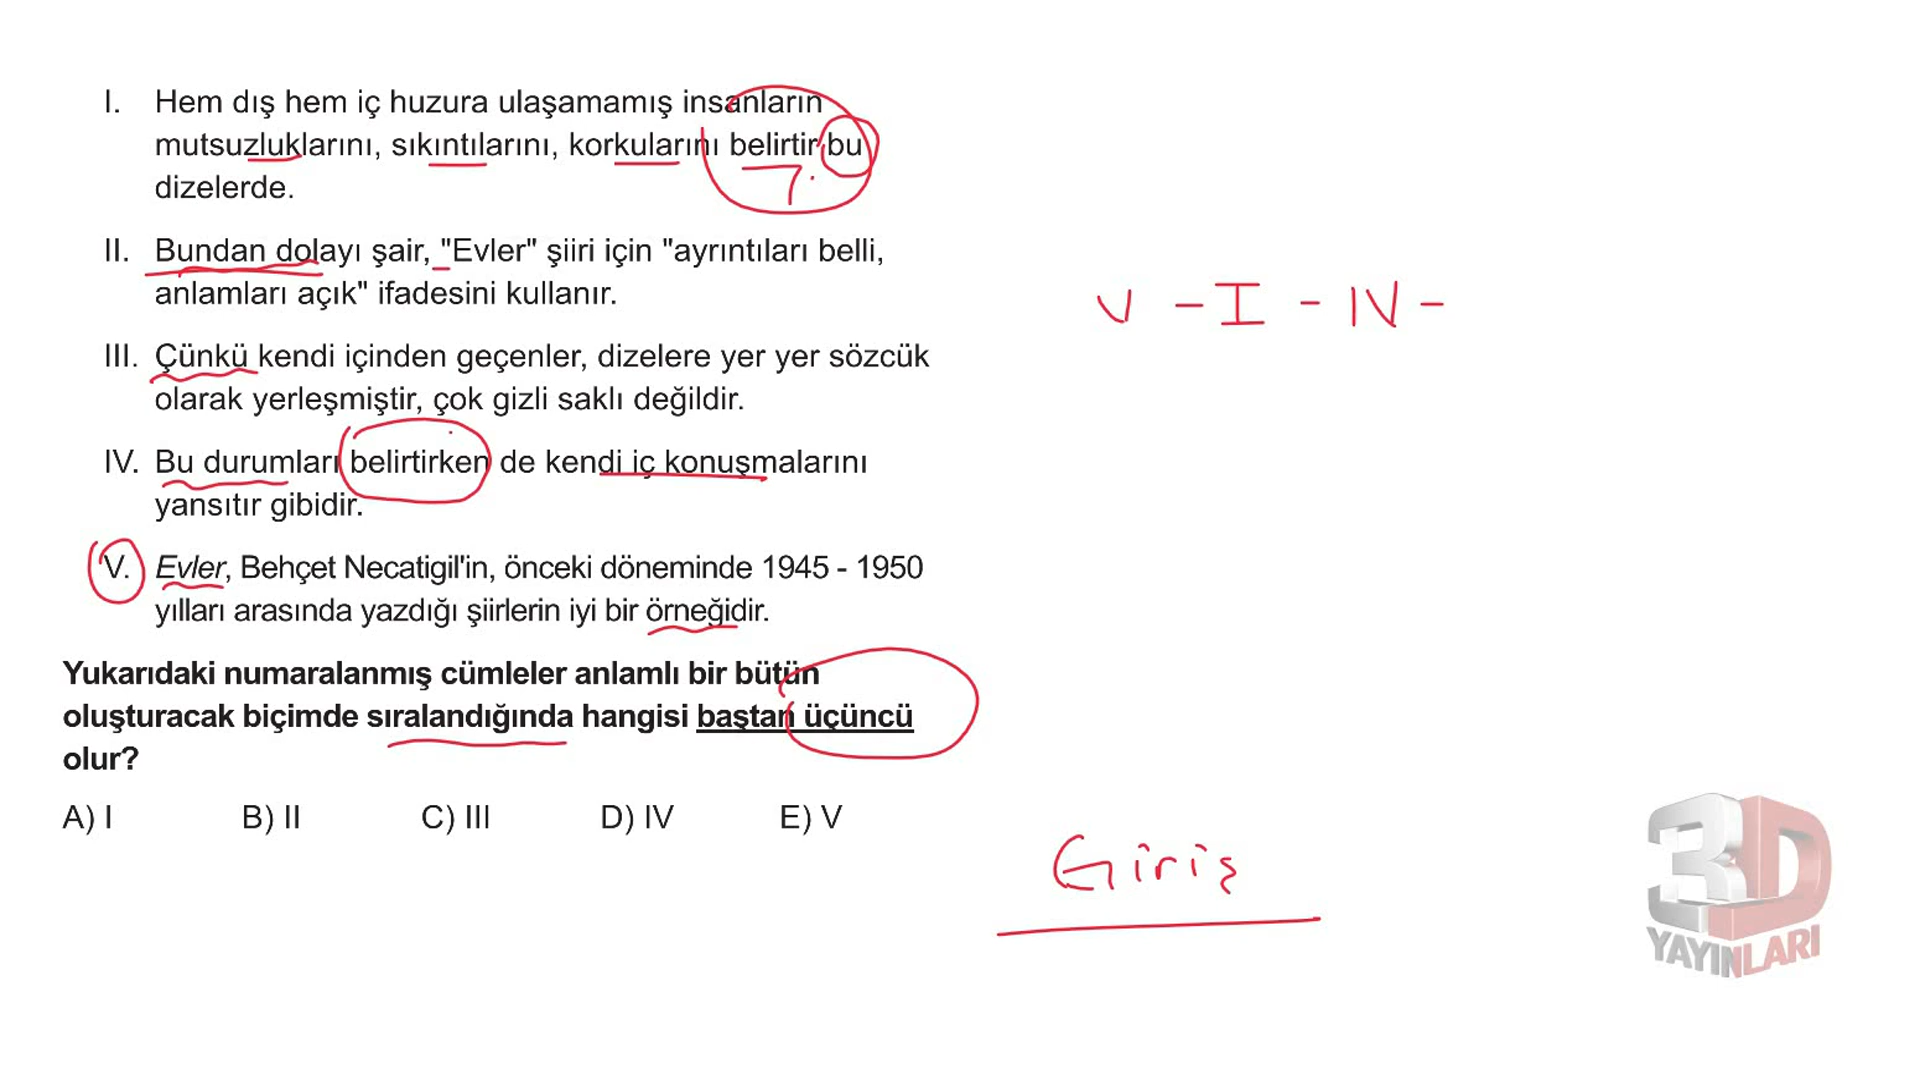 I. Hem dış hem iç huzura ulaşamamış insanların
mutsuzluklarını, sıkıntılarını, korkularını belirtir bu
dizelerde.
II. Bundan dolayı şair, "Evler" şiiri için "ayrıntıları belli,
anlamları açık" ifadesini kullanır.
III. Çünkü kendi içinden geçenler, dizelere yer yer sözcük
olarak yerleşmiştir, çok gizli saklı değildir.
IV. Bu durumları belirtirken de kendi iç konuşmalarını
yansıtır gibidir.
V. Evler, Behçet Necatigil'in, önceki döneminde 1945 - 1950
yılları arasında yazdığı şiirlerin iyi bir örneğidir.
Yukarıdaki numaralanmış cümleler anlamlı bir bütün
oluşturacak biçimde sıralandığında hangisi baştan üçüncü
olur?
A) I B) II C) III D) IV E) V
V - I - IV -
Giriş
3D
YAYINLARI